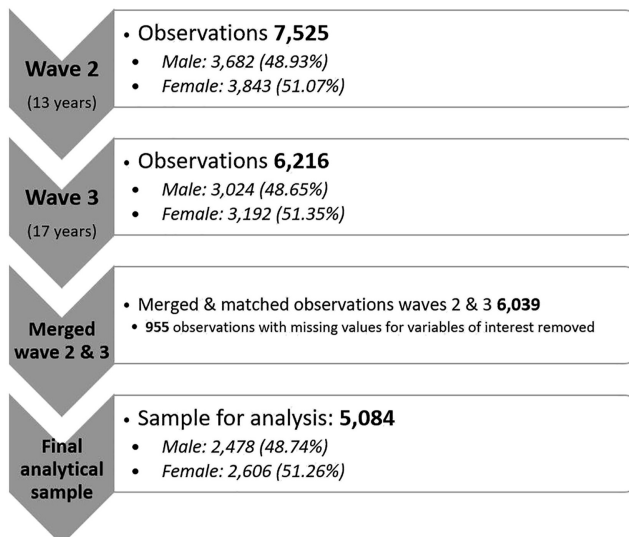 Wave 2
(13 years)
• Observations 7,525
• Male: 3,682 (48.93%)
• Female: 3,843 (51.07%)
Wave 3
(17 years)
• Observations 6,216
• Male: 3,024 (48.65%)
• Female: 3,192 (51.35%)
Merged
wave 2 & 3
• Merged & matched observations waves 2 & 3 6,039
• 955 observations with missing values for variables of interest removed
Final
analytical
sample
• Sample for analysis: 5,084
• Male: 2,478 (48.74%)
• Female: 2,606 (51.26%)